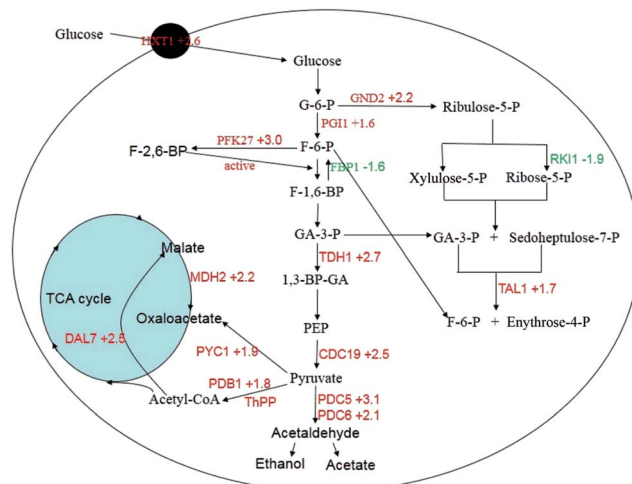 Glucose
HXT1 +2.6
Glucose
G-6-P
GND2 +2.2
Ribulose-5-P
PGI1 +1.6
F-2,6-BP
PFK27 +3.0
F-6-P
active
FBP1 -1.6
RKI1 -1.9
F-1,6-BP
Xylulose-5-P
Ribose-5-P
GA-3-P
GA-3-P + Sedoheptulose-7-P
Malate
TDH1 +2.7
MDH2 +2.2
1,3-BP-GA
TAL1 +1.7
TCA cycle
Oxaloacetate
PEP
F-6-P + Enythrose-4-P
DAL7 +2.5
PYC1 +1.9
CDC19 +2.5
PDB1 +1.8
Pyruvate
Acetyl-CoA
ThPP
PDC5 +3.1
PDC6 +2.1
Acetaldehyde
Ethanol
Acetate